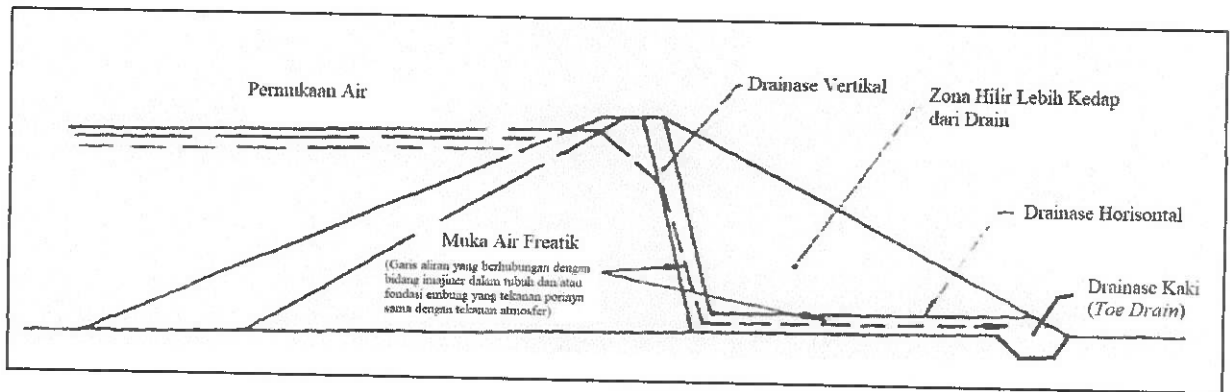 Permukaan Air
Drainase Vertikal
Zona Hilir Lebih Kedap
dari Drain
Drainase Horisontal
Muka Air Freatik
(Garis aliran yang berhubungan dengan
bidang imajiner dalam tubuh dan atau
fondasi embung yang tekanan porinya
sama dengan tekanan atmosfer)
Drainase Kaki
(Toe Drain)